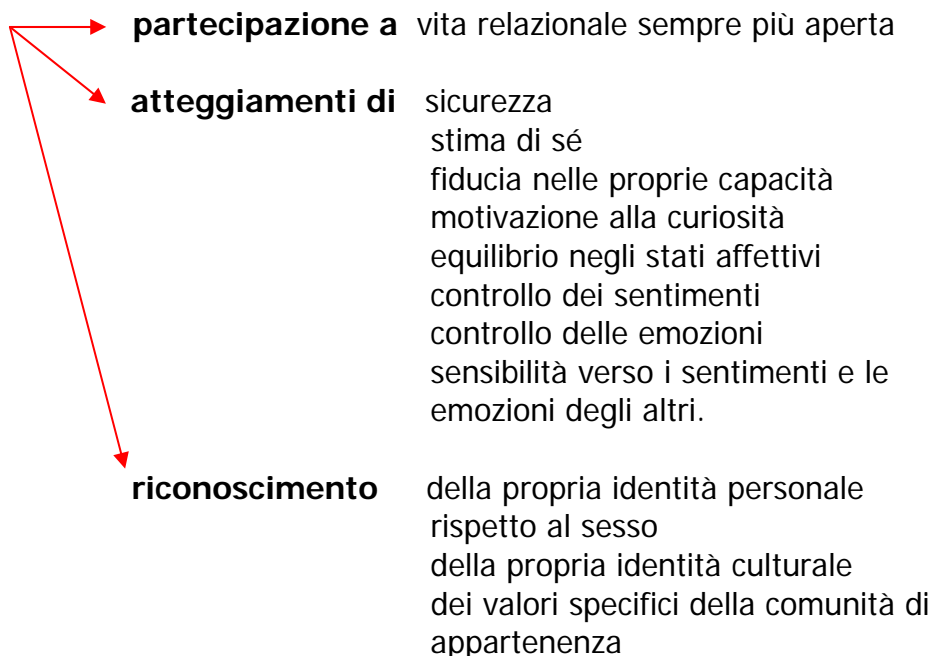 partecipazione a vita relazionale sempre più aperta
atteggiamenti di sicurezza
stima di sé
fiducia nelle proprie capacità
motivazione alla curiosità
equilibrio negli stati affettivi
controllo dei sentimenti
controllo delle emozioni
sensibilità verso i sentimenti e le
emozioni degli altri.
riconoscimento della propria identità personale
rispetto al sesso
della propria identità culturale
dei valori specifici della comunità di
appartenenza